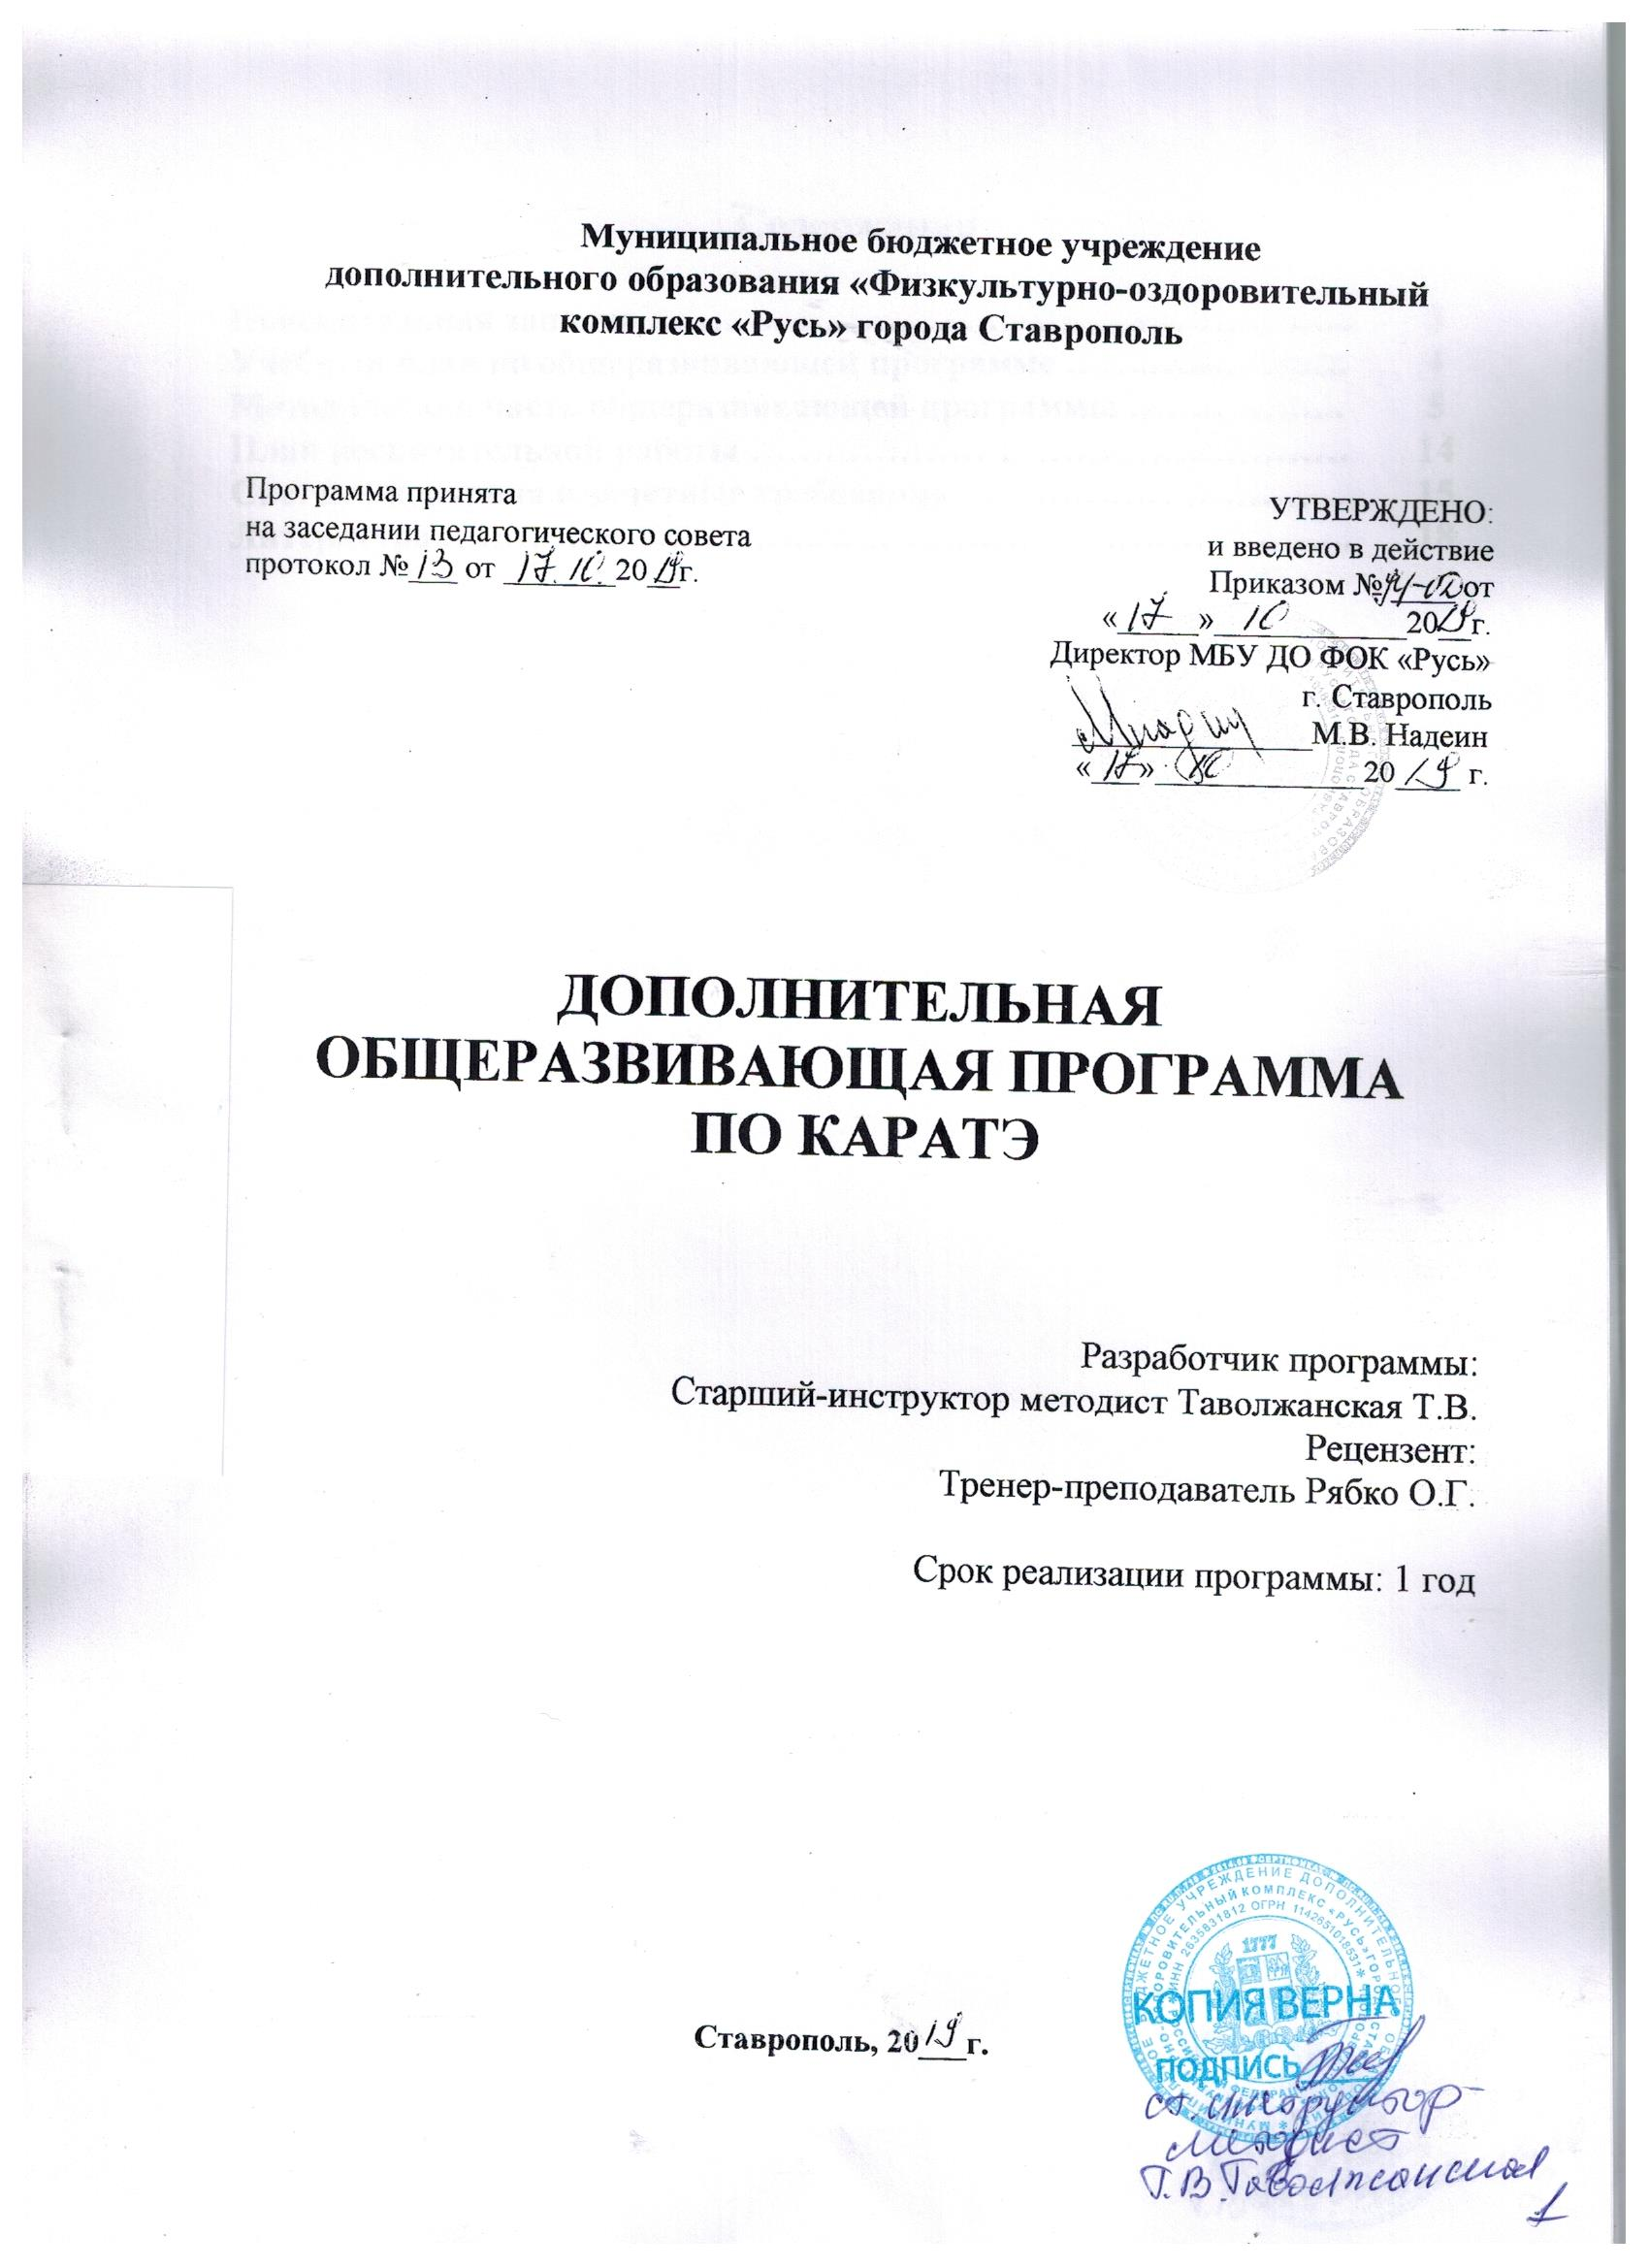 Муниципальное бюджетное учреждение
дополнительного образования «Физкультурно-оздоровительный
комплекс «Русь» города Ставрополь
Программа принята
на заседании педагогического совета
протокол № 13 от 17.10. 2019г.
УТВЕРЖДЕНО:
и введено в действие
Приказом № от
«17» 10 2019г.
Директор МБУ ДО ФОК «Русь»
г. Ставрополь
М.В. Надеин
«17» 10 2019 г.
ДОПОЛНИТЕЛЬНАЯ
ОБЩЕРАЗВИВАЮЩАЯ ПРОГРАММА
ПО КАРАТЭ
Разработчик программы:
Старший-инструктор методист Таволжанская Т.В.
Рецензент:
Тренер-преподаватель Рябко О.Г.
Срок реализации программы: 1 год
Ставрополь, 2019г.
1777
КОПИЯ ВЕРНА
ПОДПИСЬ
ст. инструктор-
методист
Т.В. Таволжанская
1